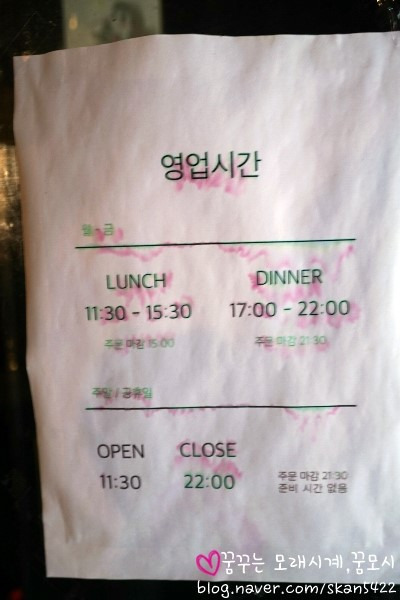 영업시간
월 - 금
LUNCH DINNER
11:30 - 15:30 17:00 - 22:00
주문 마감 15:00 주문 마감 21:30
주말 / 공휴일
OPEN CLOSE
11:30 22:00
주문 마감 21:30
준비 시간 없음
꿈꾸는 모래시계,꿈모시
blog.naver.com/skan5422